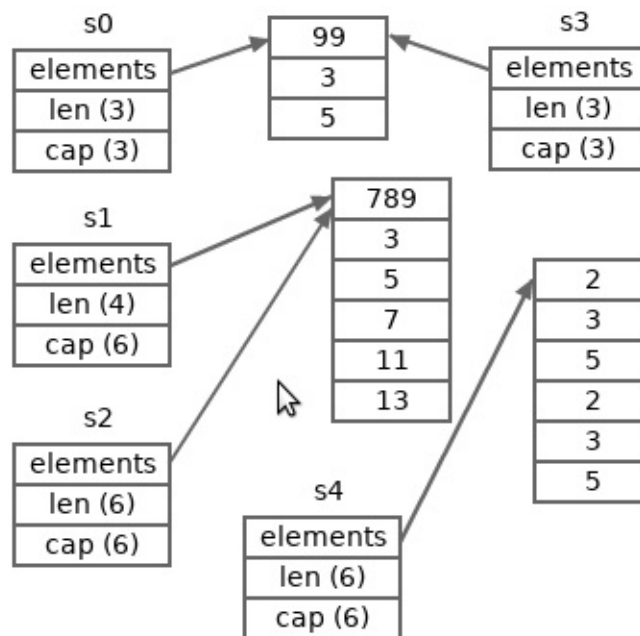 s0
elements
len (3)
cap (3)
99
3
5
s3
elements
len (3)
cap (3)
s1
elements
len (4)
cap (6)
789
3
5
7
11
13
2
3
5
2
3
5
s2
elements
len (6)
cap (6)
s4
elements
len (6)
cap (6)